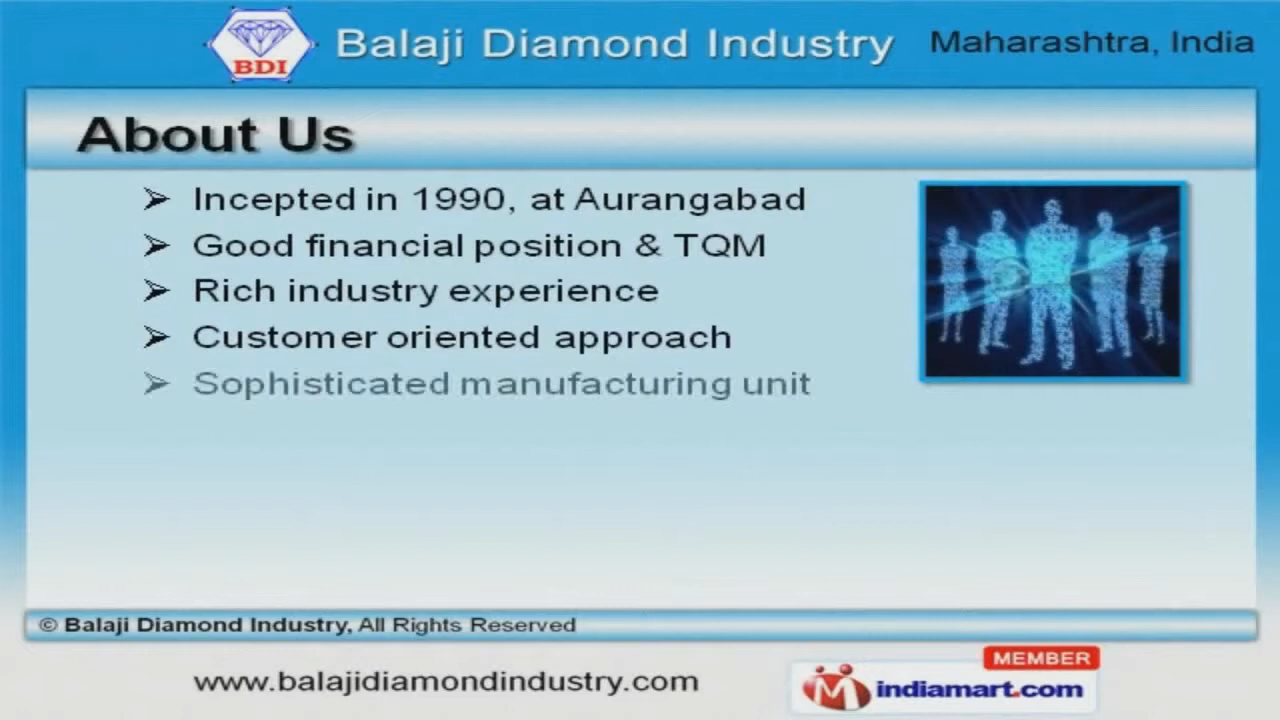 BDI
Balaji Diamond Industry
Maharashtra, India
About Us
➢ Incepted in 1990, at Aurangabad
➢ Good financial position & TQM
➢ Rich industry experience
➢ Customer oriented approach
➢ Sophisticated manufacturing unit
© Balaji Diamond Industry, All Rights Reserved
www.balajidiamondindustry.com
MEMBER
indiamart.com